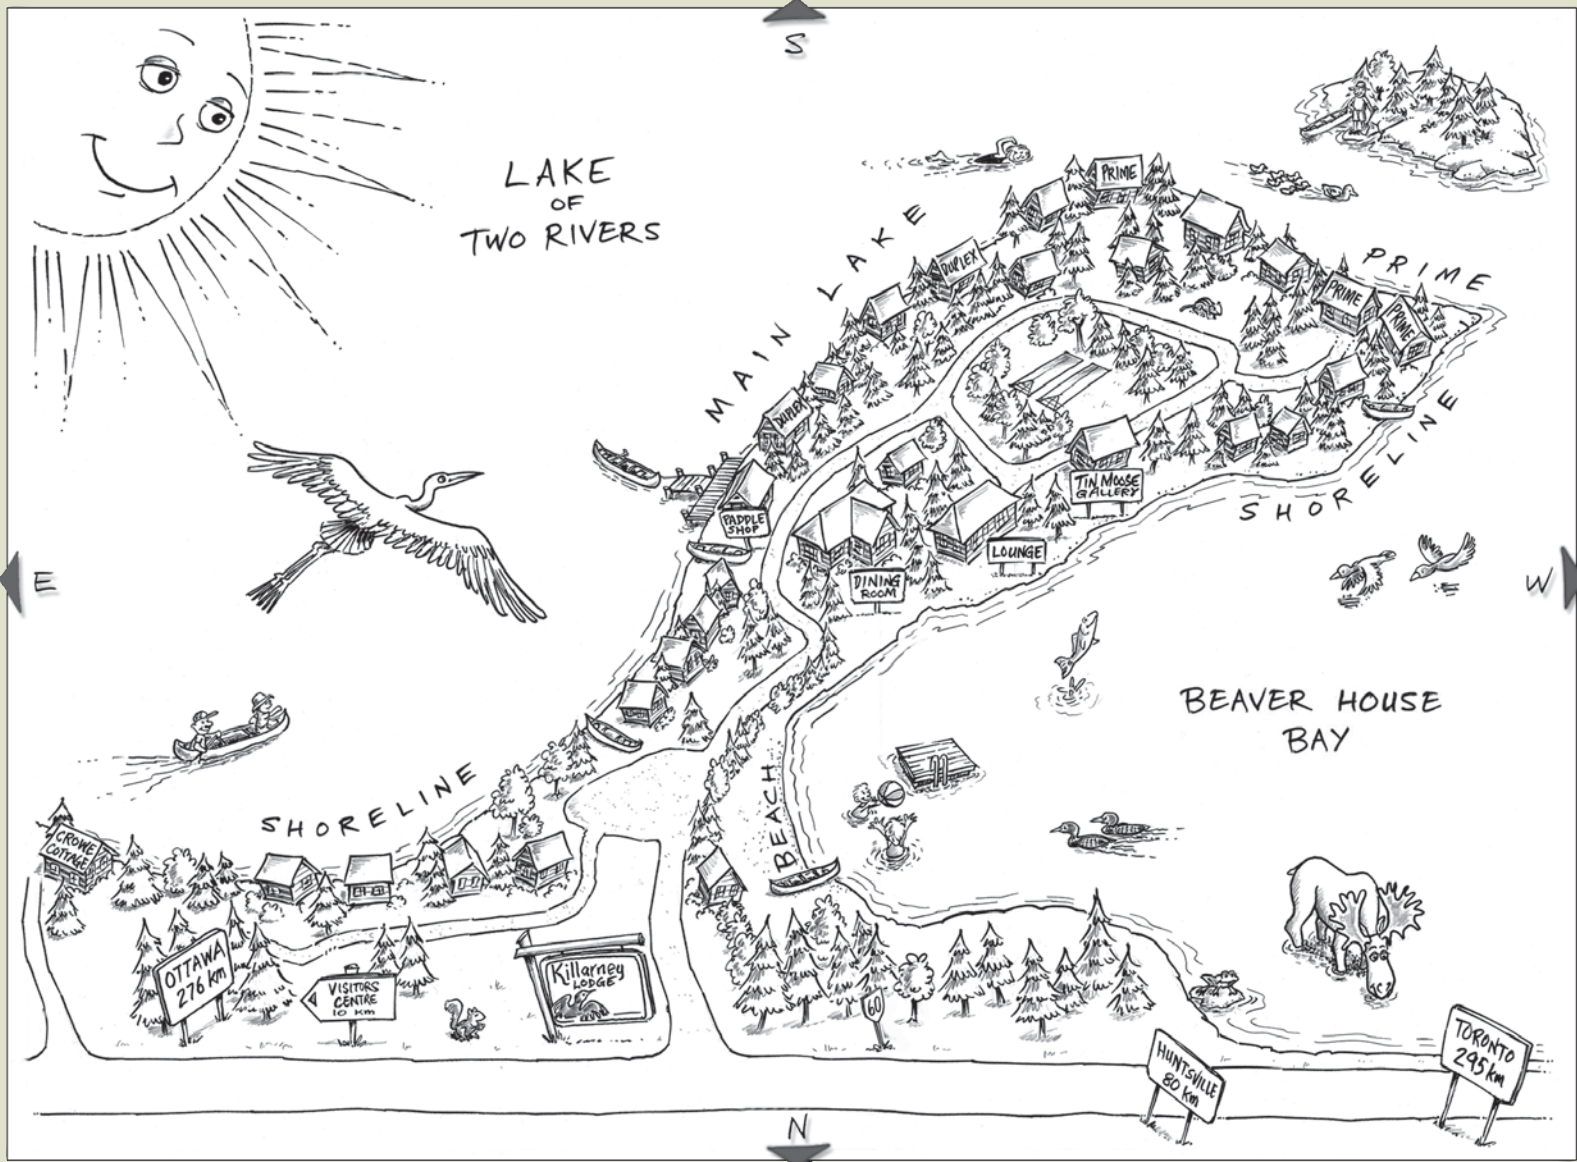 S
LAKE
OF
TWO RIVERS
PRIME
MAIN LAKE
DUPLEX
PRIME
PRIME
PRIME
DUPLEX
SHORELINE
TIN MOOSE
GALLERY
PADDLE
SHOP
LOUNGE
DINING
ROOM
E
W
BEAVER HOUSE
BAY
BEACH
SHORELINE
CROWE
COTTAGE
OTTAWA
276 km
VISITORS
CENTRE
10 KM
Killarney
LODGE
60
HUNTSVILLE
80 km
TORONTO
295 km
N